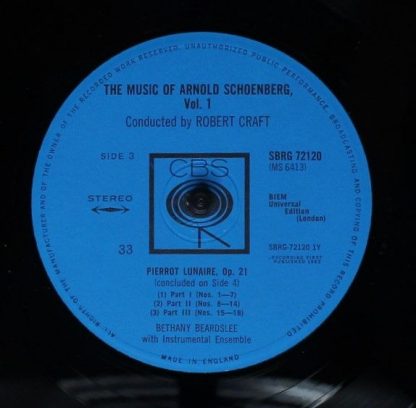 ALL RIGHTS OF THE MANUFACTURER AND OF THE OWNER OF THE RECORDED WORK RESERVED. UNAUTHORIZED PUBLIC PERFORMANCE, BROADCASTING AND COPYING OF THIS RECORD PROHIBITED
THE MUSIC OF ARNOLD SCHOENBERG,
Vol. 1
Conducted by ROBERT CRAFT
SIDE 3
CBS
SBRG 72120
(MS 6413)
STEREO
BIEM
Universal
Edition
(London)
33
SBRG-72120 1Y
RECORDING FIRST
PUBLISHED 1963
PIERROT LUNAIRE, Op. 21
(concluded on Side 4)
(1) Part I (Nos. 1—7)
(2) Part II (Nos. 8—14)
(3) Part III (Nos. 15—18)
BETHANY BEARDSLEE
with Instrumental Ensemble
MADE IN ENGLAND